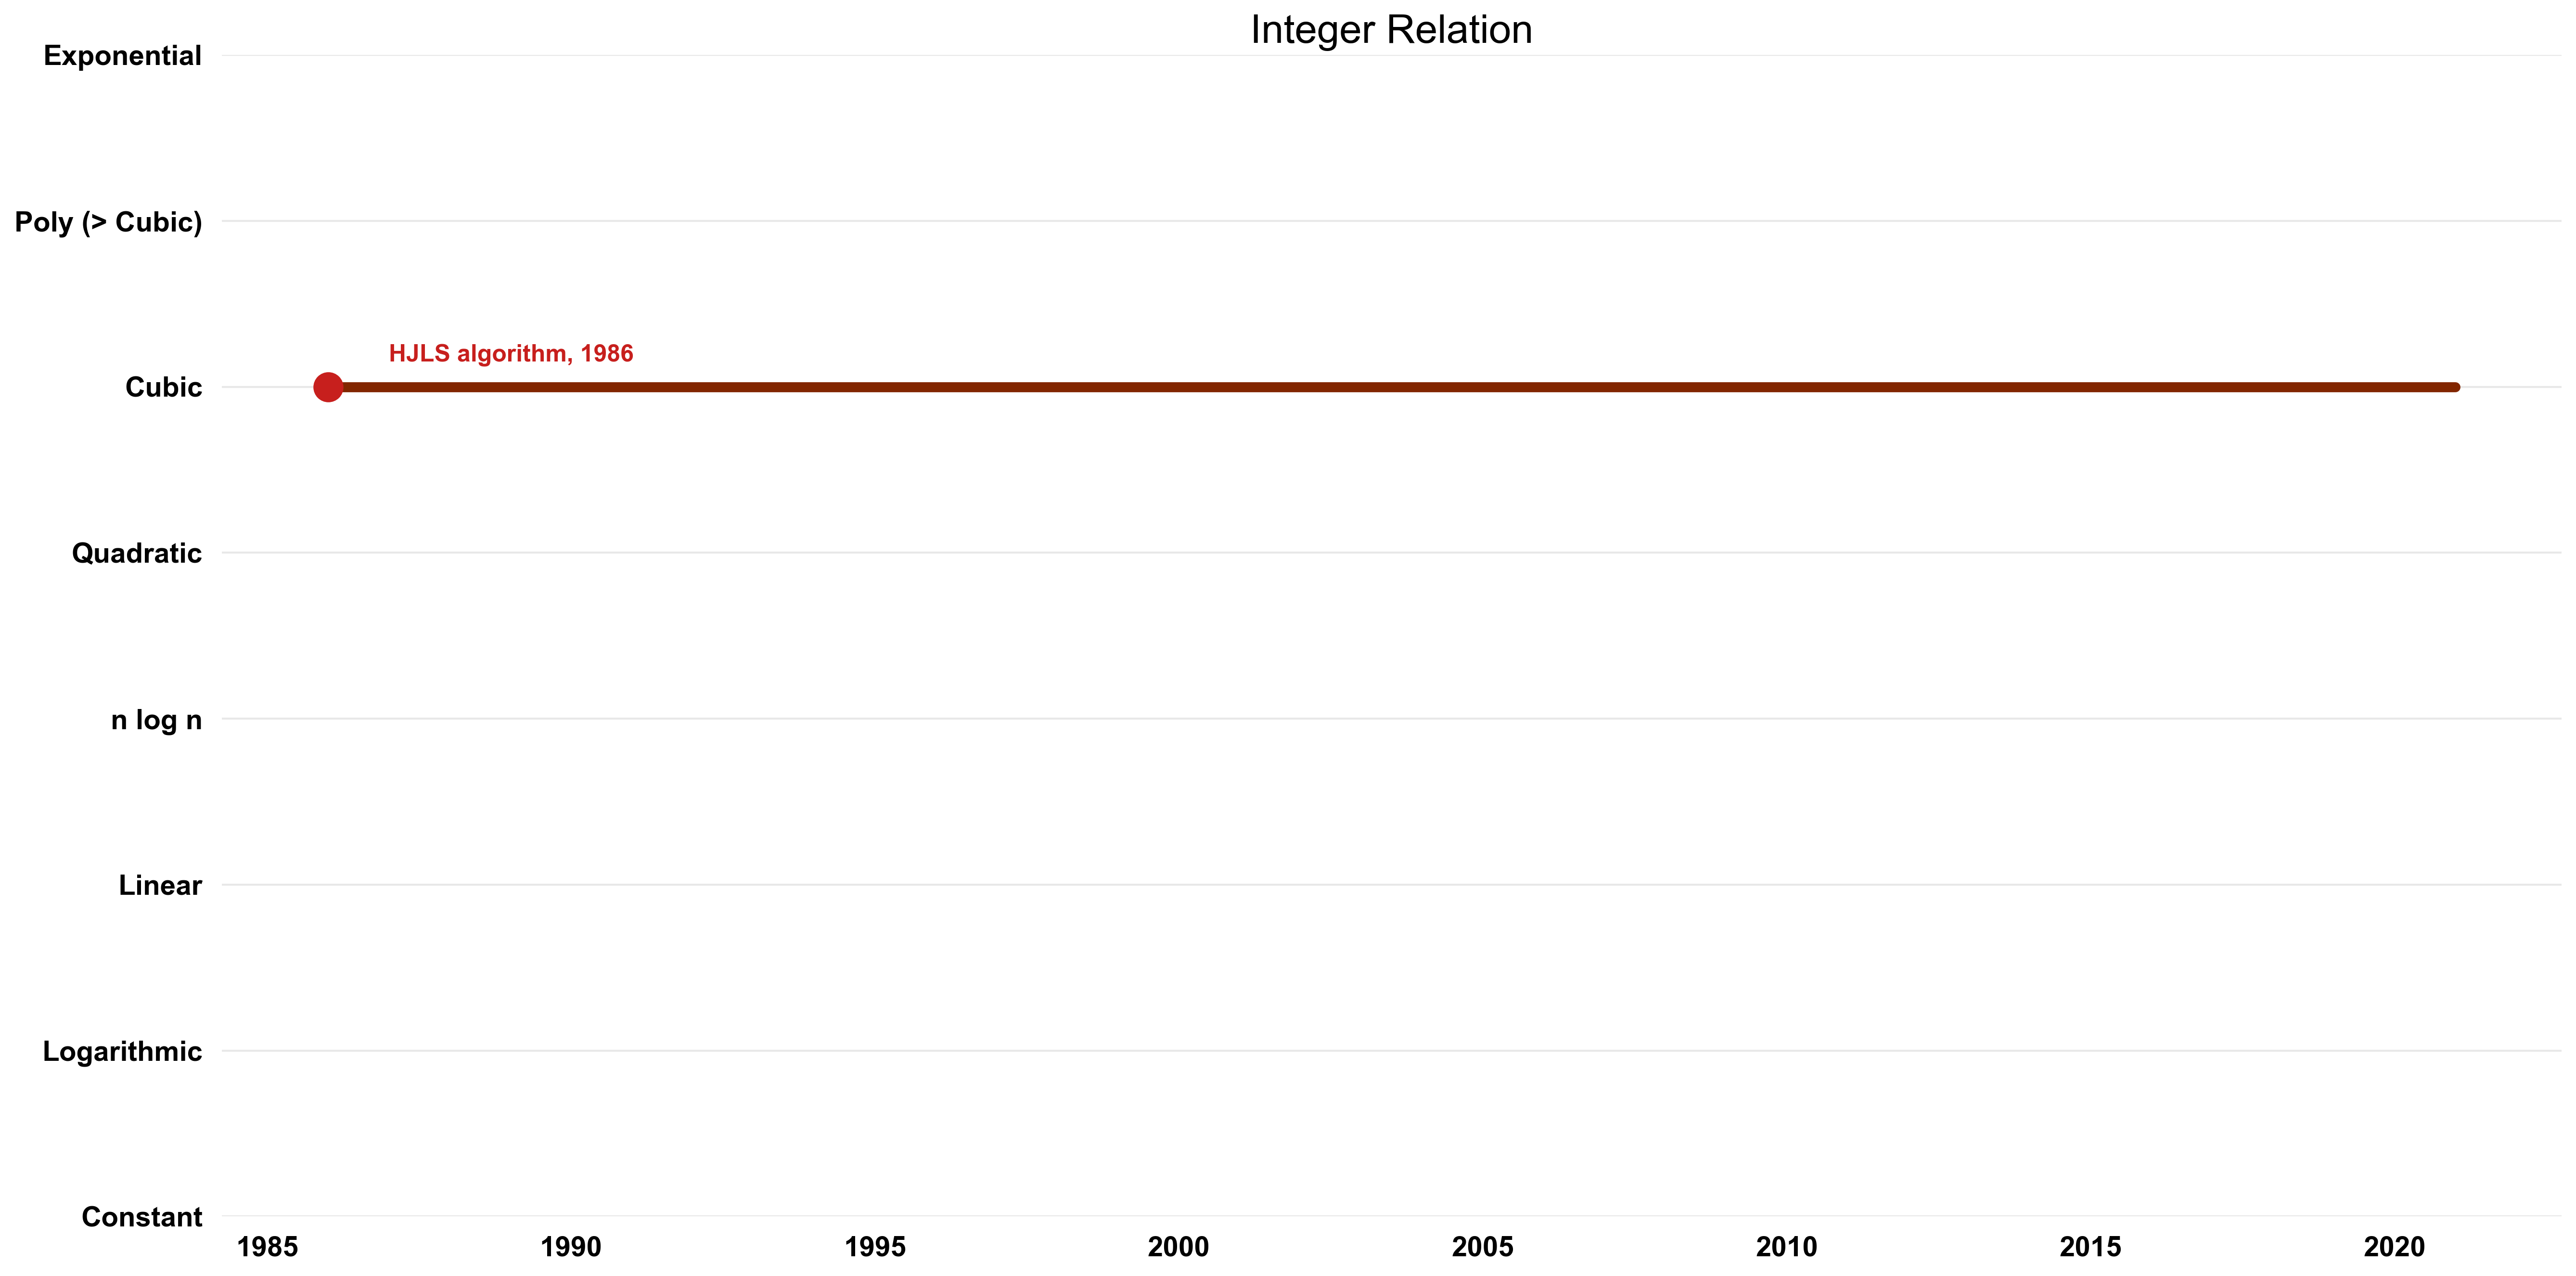 Integer Relation
Exponential
Poly (> Cubic)
HJLS algorithm, 1986
Cubic
Quadratic
n log n
Linear
Logarithmic
Constant
1985 1990 1995 2000 2005 2010 2015 2020